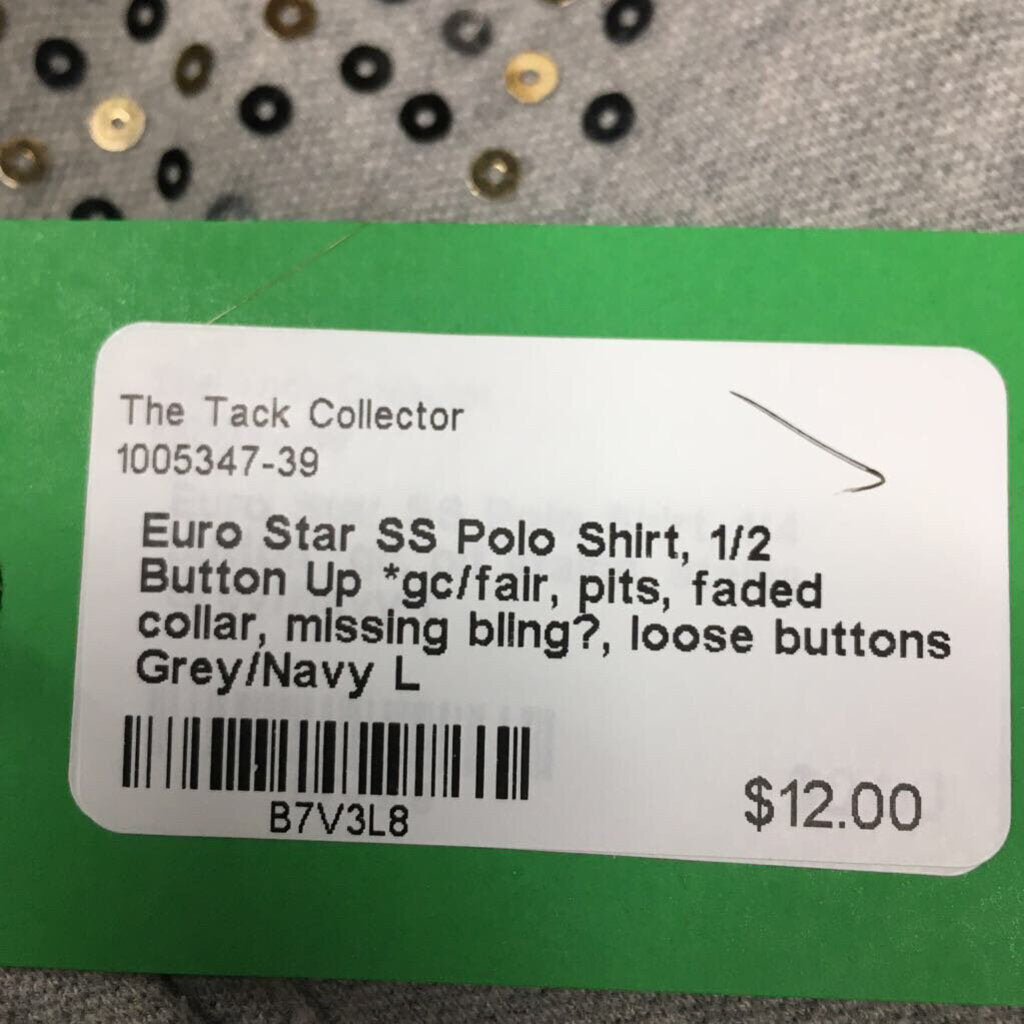 The Tack Collector
1005347-39
Euro Star SS Polo Shirt, 1/2
Button Up *gc/fair, pits, faded
collar, missing bling?, loose buttons
Grey/Navy L
B7V3L8
$12.00